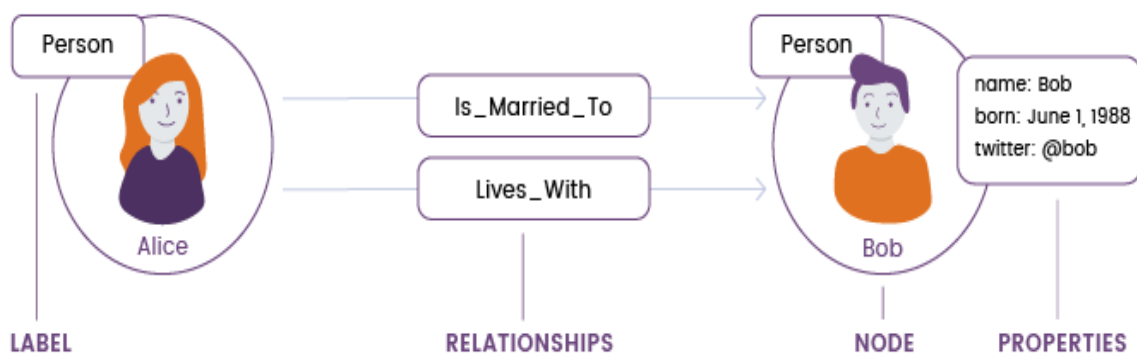 Person
Alice
Is_Married_To
Lives_With
Person
name: Bob
born: June 1, 1988
twitter: @bob
Bob
LABEL
RELATIONSHIPS
NODE
PROPERTIES